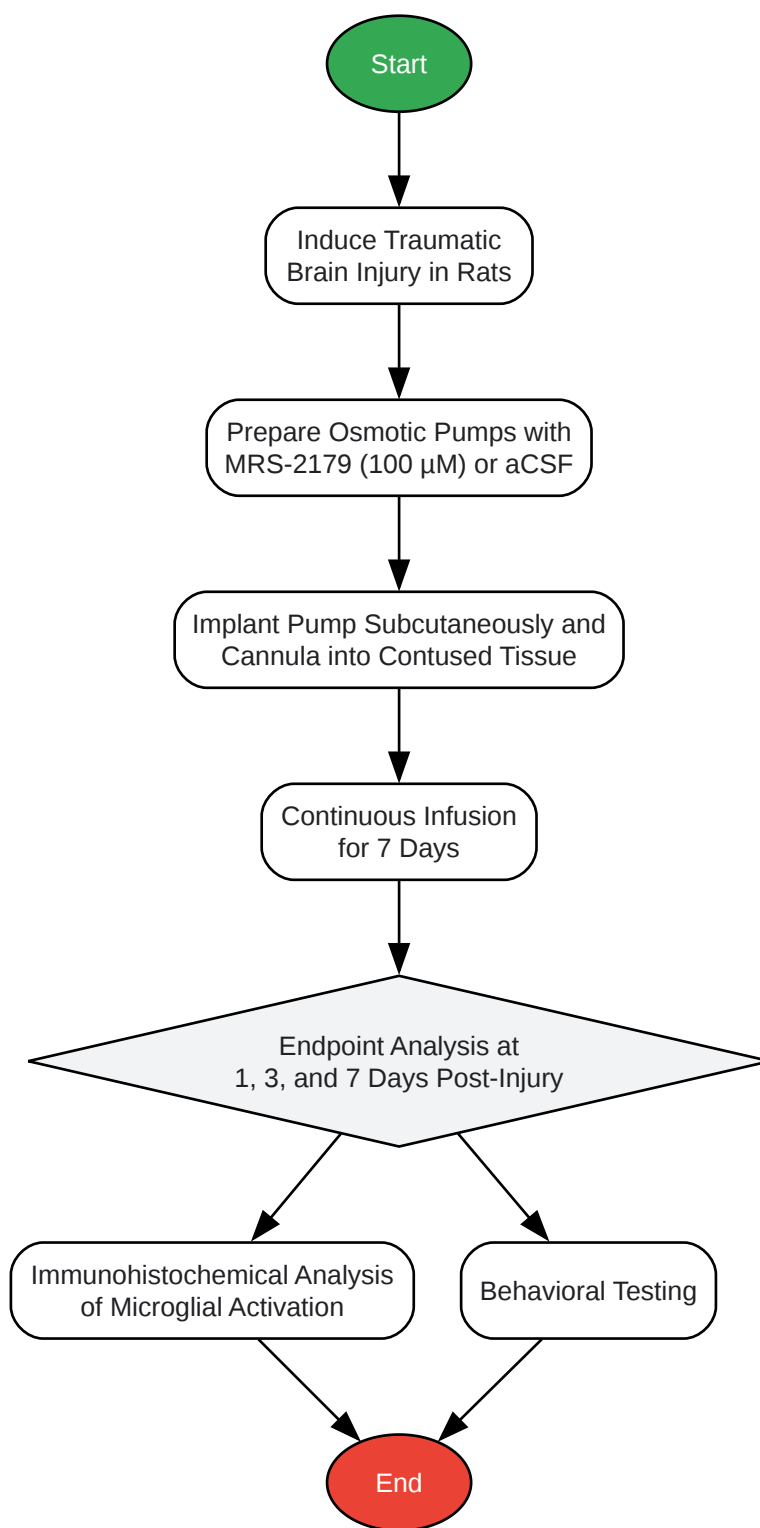 Start
Induce Traumatic
Brain Injury in Rats
Prepare Osmotic Pumps with
MRS-2179 (100 µM) or aCSF
Implant Pump Subcutaneously and
Cannula into Contused Tissue
Continuous Infusion
for 7 Days
Endpoint Analysis at
1, 3, and 7 Days Post-Injury
Immunohistochemical Analysis
of Microglial Activation
Behavioral Testing
End